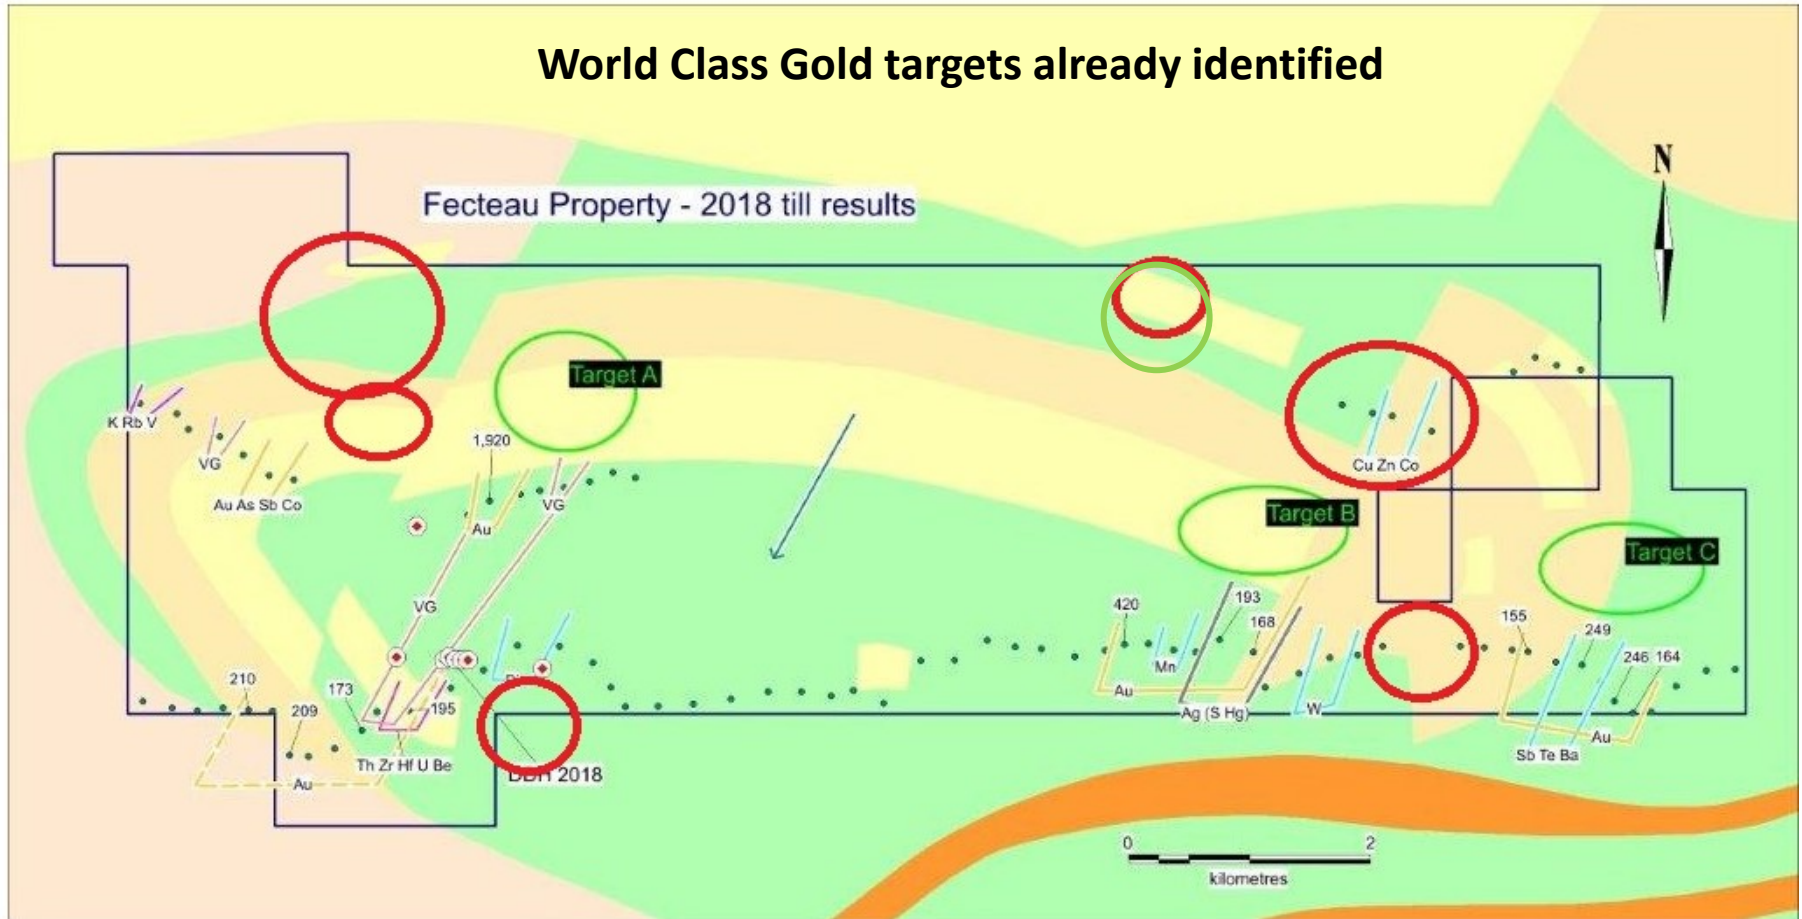 World Class Gold targets already identified
N
Fecteau Property - 2018 till results
Target A
K Rb V
1,920
VG
Cu Zn Co
Au As Sb Co
VG
Au
Target B
Target C
VG
420
193
168
155
249
Mn
246 164
210
173
209
195
Au
Ag (S Hg)
W
Au
Sb Te Ba
Th Zr Hf U Be
2018
Au
0 2
kilometres